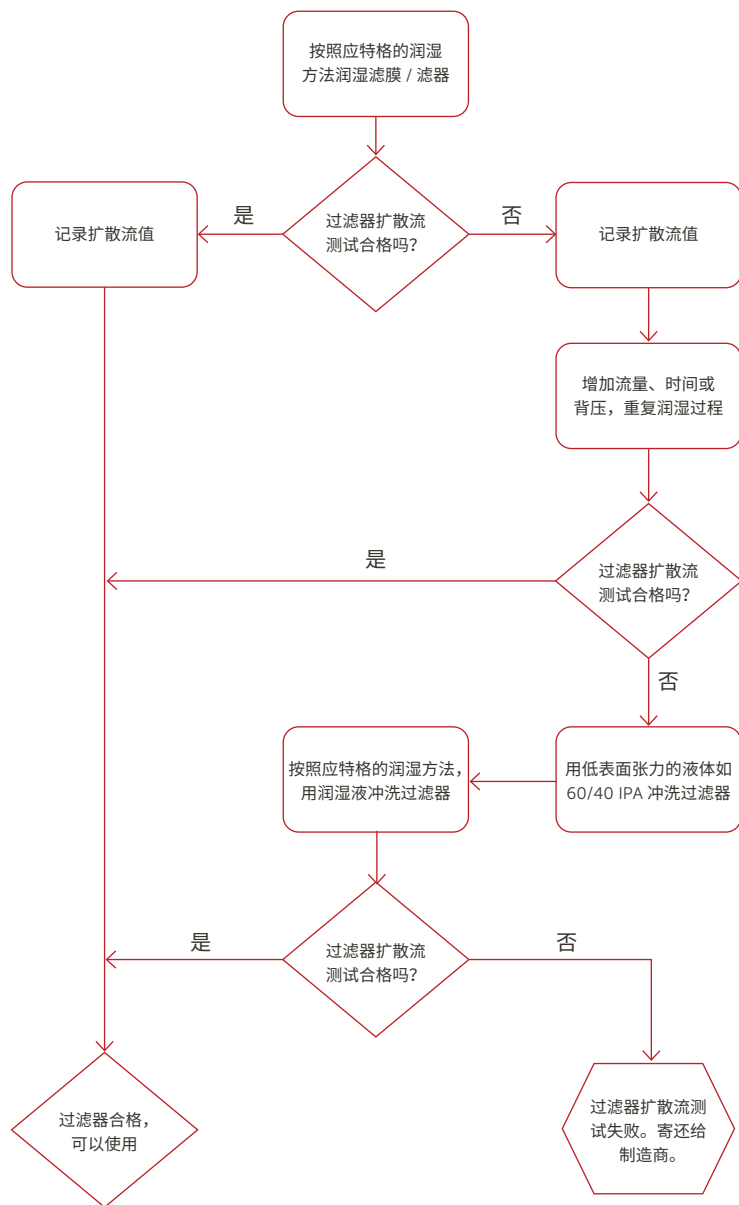 按照应特格的润湿
方法润湿滤膜 / 滤器
过滤器扩散流
测试合格吗？
是
否
记录扩散流值
记录扩散流值
增加流量、时间或
背压，重复润湿过程
过滤器扩散流
测试合格吗？
是
否
用低表面张力的液体如
60/40 IPA 冲洗过滤器
按照应特格的润湿方法，
用润湿液冲洗过滤器
过滤器扩散流
测试合格吗？
是
否
过滤器合格，
可以使用
过滤器扩散流测
试失败。寄还给
制造商。